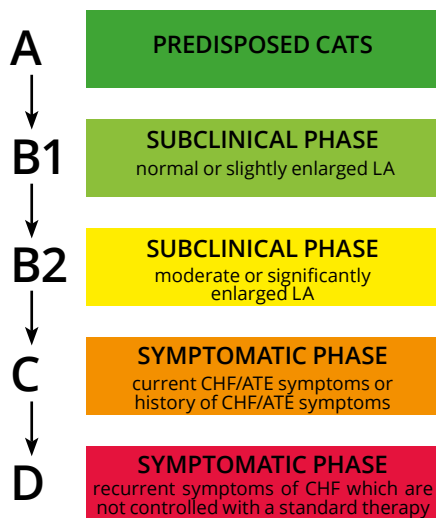 A
PREDISPOSED CATS
B1
SUBCLINICAL PHASE
normal or slightly enlarged LA
B2
SUBCLINICAL PHASE
moderate or significantly
enlarged LA
C
SYMPTOMATIC PHASE
current CHF/ATE symptoms or
history of CHF/ATE symptoms
D
SYMPTOMATIC PHASE
recurrent symptoms of CHF which are
not controlled with a standard therapy